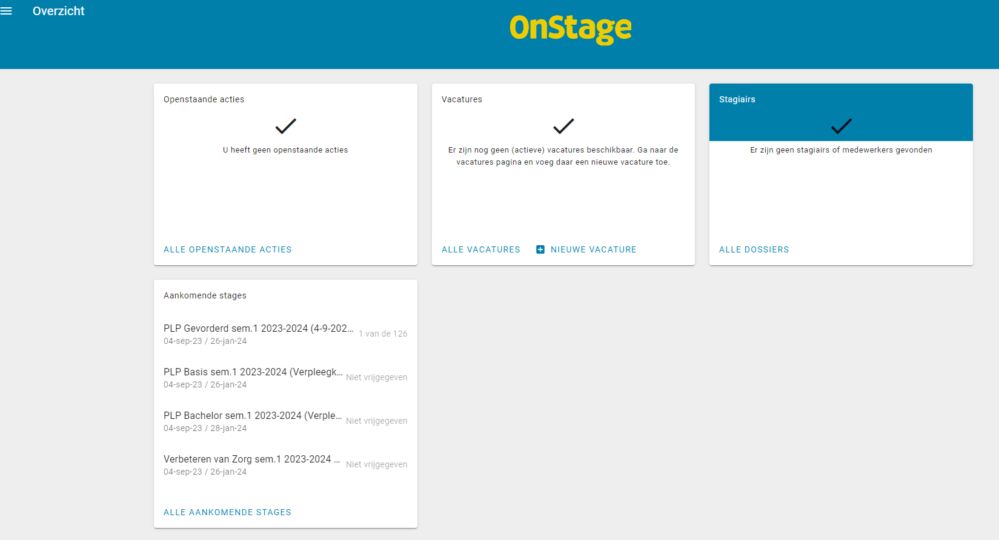 Overzicht
OnStage
Openstaande acties
U heeft geen openstaande acties
ALLE OPENSTAANDE ACTIES
Vacatures
Er zijn nog geen (actieve) vacatures beschikbaar. Ga naar de
vacatures pagina en voeg daar een nieuwe vacature toe.
ALLE VACATURES NIEUWE VACATURE
Stagiairs
Er zijn geen stagiairs of medewerkers gevonden
ALLE DOSSIERS
Aankomende stages
PLP Gevorderd sem.1 2023-2024 (4-9-202... 1 van de 126
04-sep-23 / 26-jan-24
PLP Basis sem.1 2023-2024 (Verpleegk... Niet vrijgegeven
04-sep-23 / 26-jan-24
PLP Bachelor sem.1 2023-2024 (Verple... Niet vrijgegeven
04-sep-23 / 28-jan-24
Verbeteren van Zorg sem.1 2023-2024 ... Niet vrijgegeven
04-sep-23 / 26-jan-24
ALLE AANKOMENDE STAGES